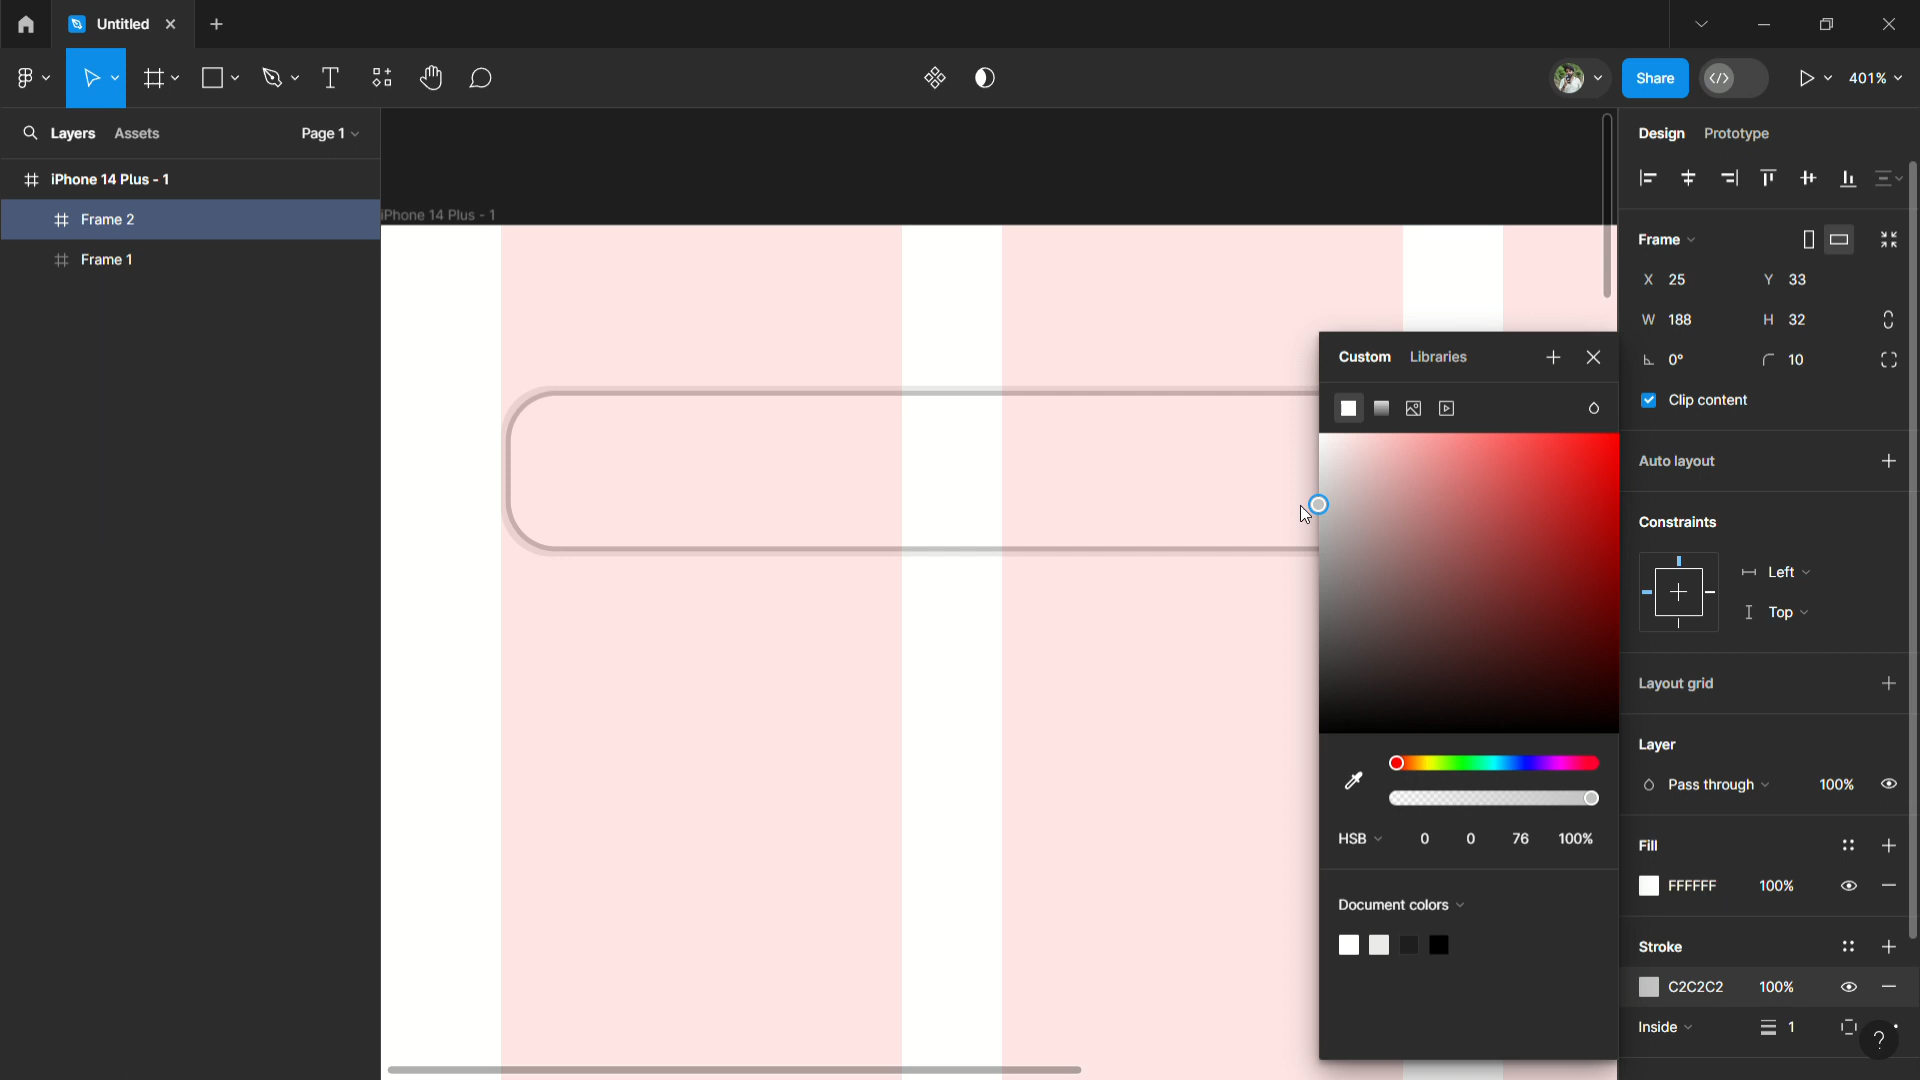 Untitled
Share
401%
Layers Assets Page 1
iPhone 14 Plus - 1
Frame 2
Frame 1
iPhone 14 Plus - 1
Custom Libraries
HSB 0 0 76 100%
Document colors
Design Prototype
Frame
X 25 Y 33
W 188 H 32
0° 10
Clip content
Auto layout
Constraints
Left
Top
Layout grid
Layer
Pass through 100%
Fill
FFFFFF 100%
Stroke
C2C2C2 100%
Inside 1
?